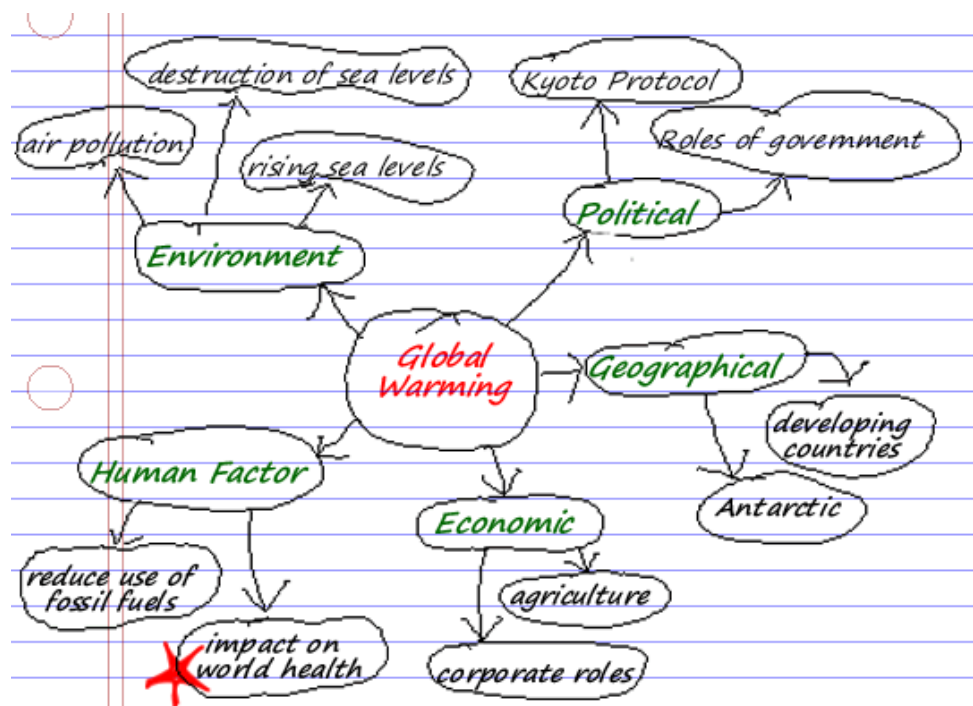 destruction of sea levels
Kyoto Protocol
air pollution
Roles of government
rising sea levels
Political
Environment
Global
Warming
Geographical
developing
countries
Human Factor
Antarctic
Economic
reduce use of
fossil fuels
agriculture
impact on
world health
corporate roles